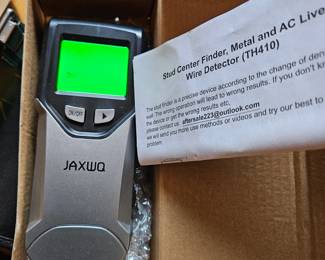 Stud Center Finder, Metal and AC Live
Wire Detector (TH410)
The stud finder is a precise device according to the change of den
wall. The wrong operation will lead to wrong results. If you don't k
the device or get the wrong results etc,
please contact us: aftersale223@outlook.com
we will send you more use methods or videos and try our best to
ON/OFF
JAXWQ